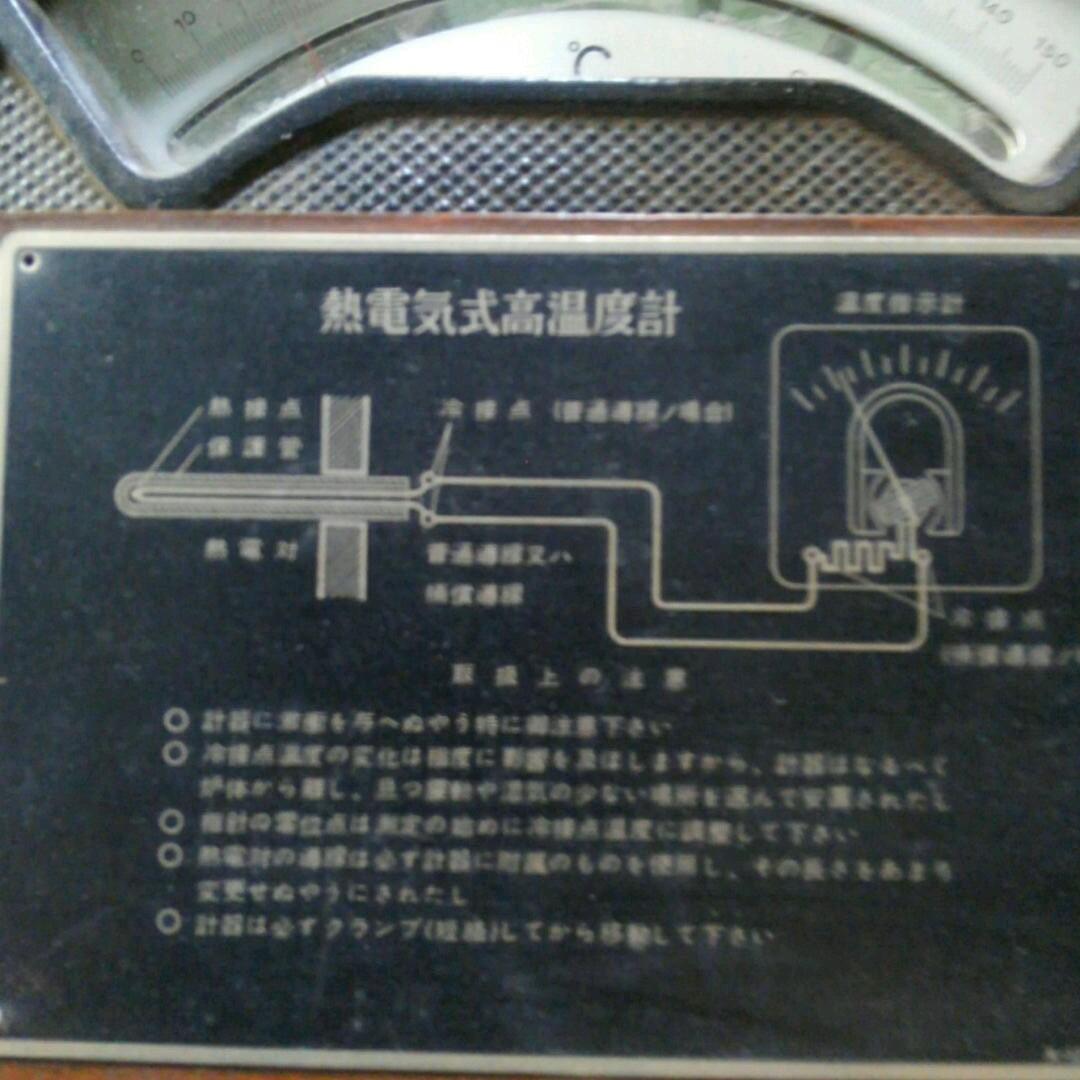 0
10
℃
140
150
熱電気式高温度計
温度指示計
熱接点
冷接点 (普通導線ノ場合)
保護管
熱電対
普通導線又ハ
補償導線
冷接点
(補償導線ノ
取扱上の注意
○ 計器に をへぬやう特に御注意下さい
○ 冷接点温度の変化は精度に影響を及ぼしますから、計器はなるべく
炉体から離し、且つ震動や湿気の少ない場所を選んで安置されたし
○ 指針の零位点は測定の始めに冷接点温度に調整して下さい
○ 熱電対の導線は必ず計器に附属のものを使用し、その長さをあまり
変更せぬやうにされたし
○ 計器は必ずクランプ(短絡)してから移動して下さい